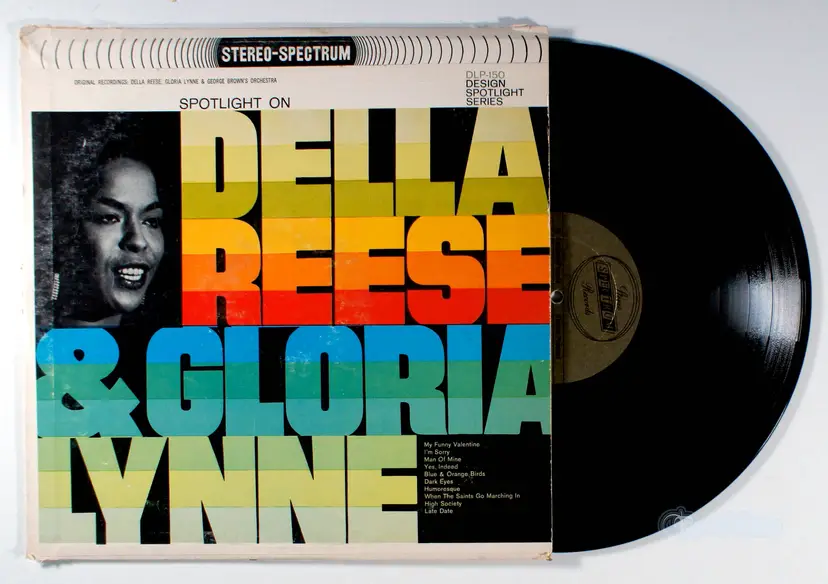 STEREO-SPECTRUM
ORIGINAL RECORDINGS: DELLA REESE, GLORIA LYNNE & GEORGE BROWN'S ORCHESTRA
DLP-150
DESIGN
SPOTLIGHT
SERIES
SPOTLIGHT ON
DELLA
REESE
& GLORIA
LYNNE
My Funny Valentine
I'm Sorry
Man Of Mine
Yes, Indeed
Blue & Orange Birds
Dark Eyes
Humoresque
When The Saints Go Marching In
High Society
Late Date